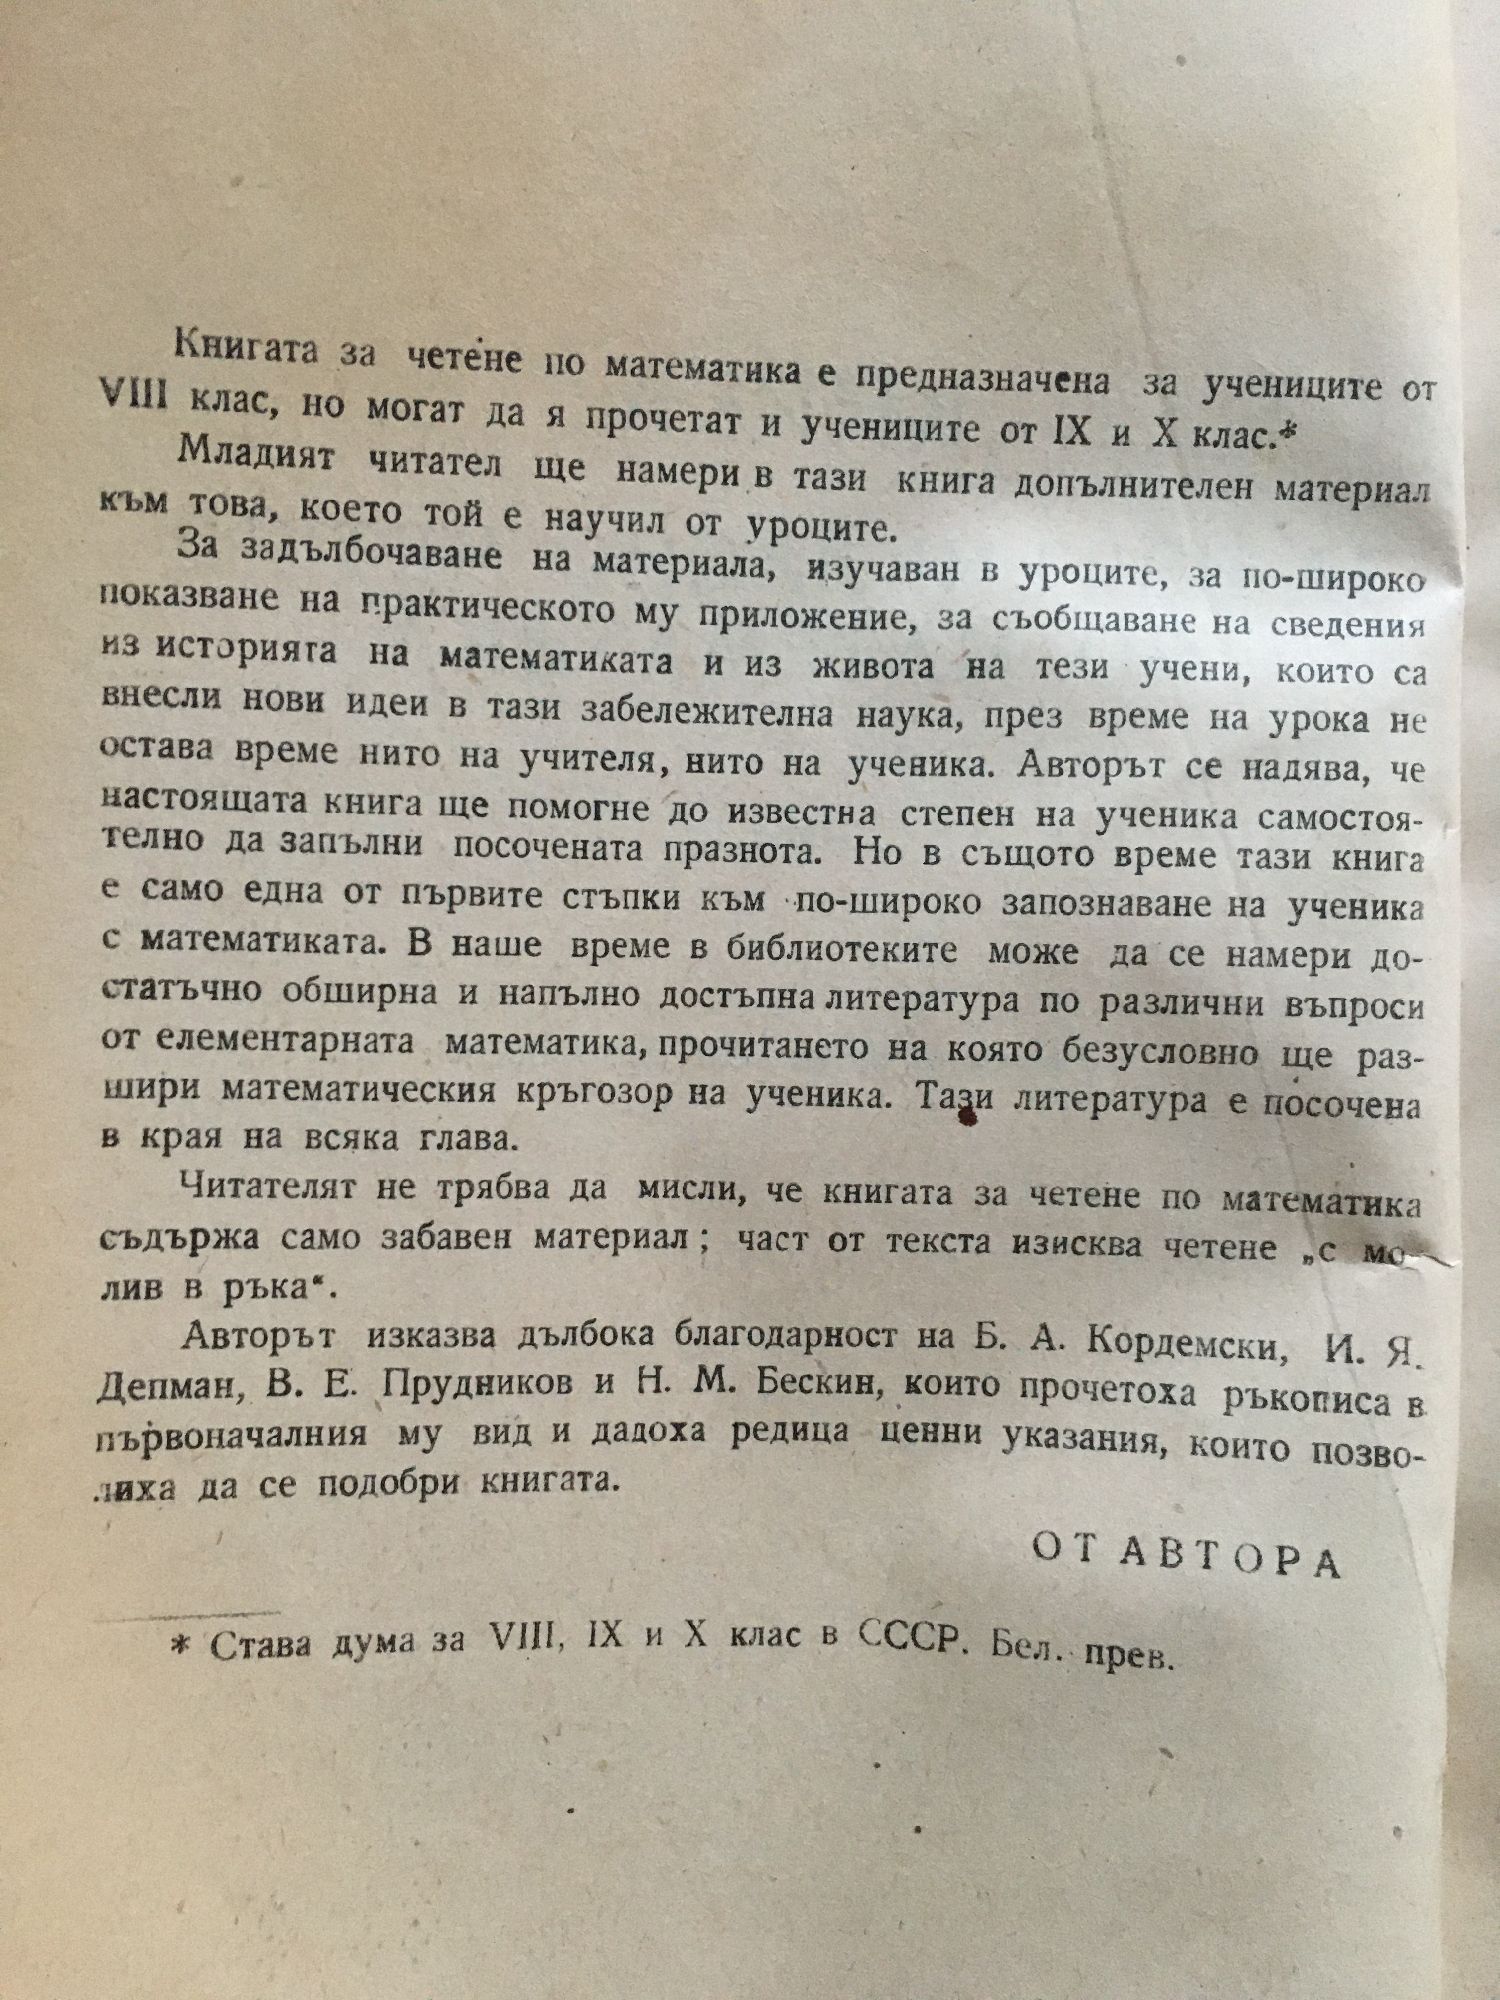 Книгата за четене по математика е предназначена за учениците от
VIII клас, но могат да я прочетат и учениците от IX и X клас.*
Младият читател ще намери в тази книга допълнителен материал
към това, което той е научил от уроците.
За задълбочаване на материала, изучаван в уроците, за по-широко
показване на практическото му приложение, за съобщаване на сведения
из историята на математиката и из живота на тези учени, които са
внесли нови идеи в тази забележителна наука, през време на урока не
остава време нито на учителя, нито на ученика. Авторът се надява, че
настоящата книга ще помогне до известна степен на ученика самостоя-
телно да запълни посочената празнота. Но в същото време тази книга
е само една от първите стъпки към по-широко запознаване на ученика
с математиката. В наше време в библиотеките може да се намери до-
статъчно обширна и напълно достъпна литература по различни въпроси
от елементарната математика, прочитането на която безусловно ще раз-
шири математическия кръгозор на ученика. Тази литература е посочена
в края на всяка глава.
Читателят не трябва да мисли, че книгата за четене по математика
съдържа само забавен материал; част от текста изисква четене „с мо-
лив в ръка“.
Авторът изказва дълбока благодарност на Б. А. Кордемски, И. Я.
Депман, В. Е. Прудников и Н. М. Бескин, които прочетоха ръкописа в
първоначалния му вид и дадоха редица ценни указания, които позво-
лиха да се подобри книгата.
ОТ АВТОРА
* Става дума за VIII, IX и X клас в СССР. Бел. прев.